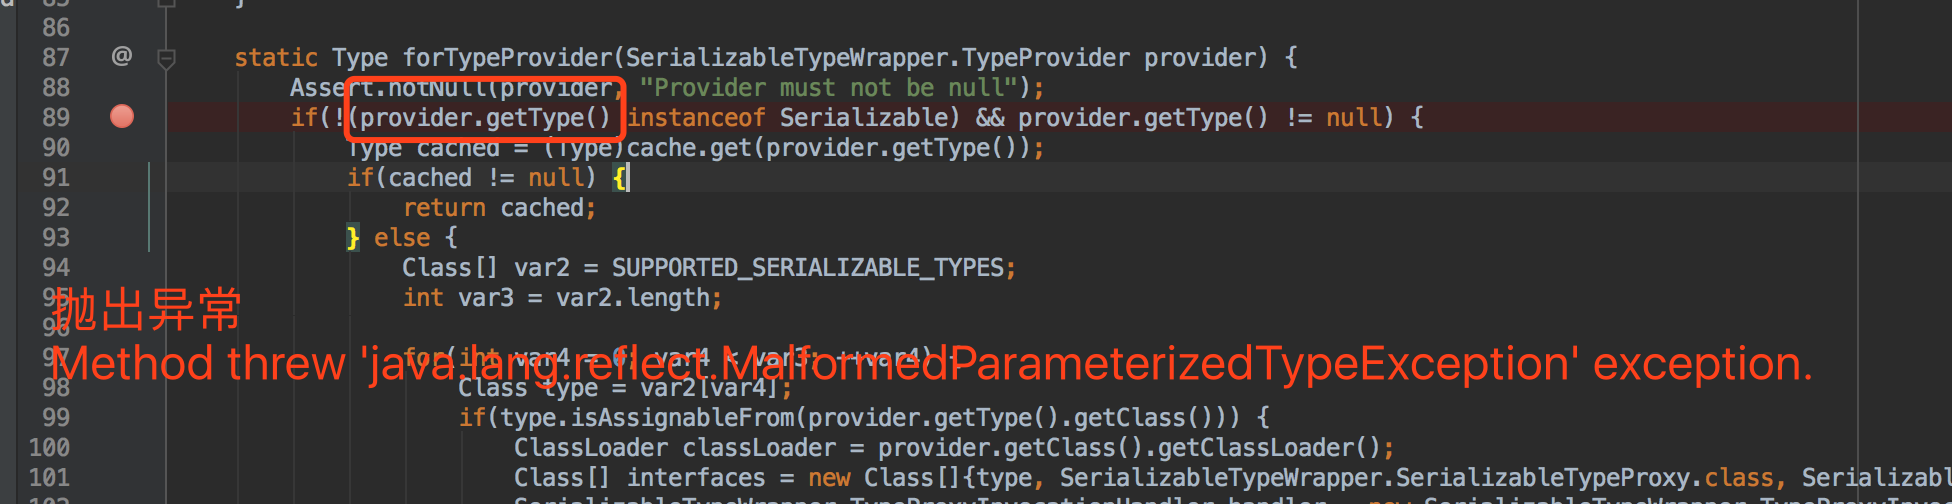 86
87 @ static Type forTypeProvider(SerializableTypeWrapper.TypeProvider provider) {
88 Assert.notNull(provider, "Provider must not be null");
89 if(!(provider.getType() instanceof Serializable) && provider.getType() != null) {
90 Type cached = (Type)cache.get(provider.getType());
91 if(cached != null) {
92 return cached;
93 } else {
94 Class[] var2 = SUPPORTED_SERIALIZABLE_TYPES;
95 int var3 = var2.length;
抛出异常
96
97 for(int var4 = 0; var4 < var3; ++var4) {
Method threw 'java.lang.reflect.MalformedParameterizedTypeException' exception.
98 Class type = var2[var4];
99 if(type.isAssignableFrom(provider.getType().getClass())) {
100 ClassLoader classLoader = provider.getClass().getClassLoader();
101 Class[] interfaces = new Class[]{type, SerializableTypeWrapper.SerializableTypeProxy.class, Serializabl